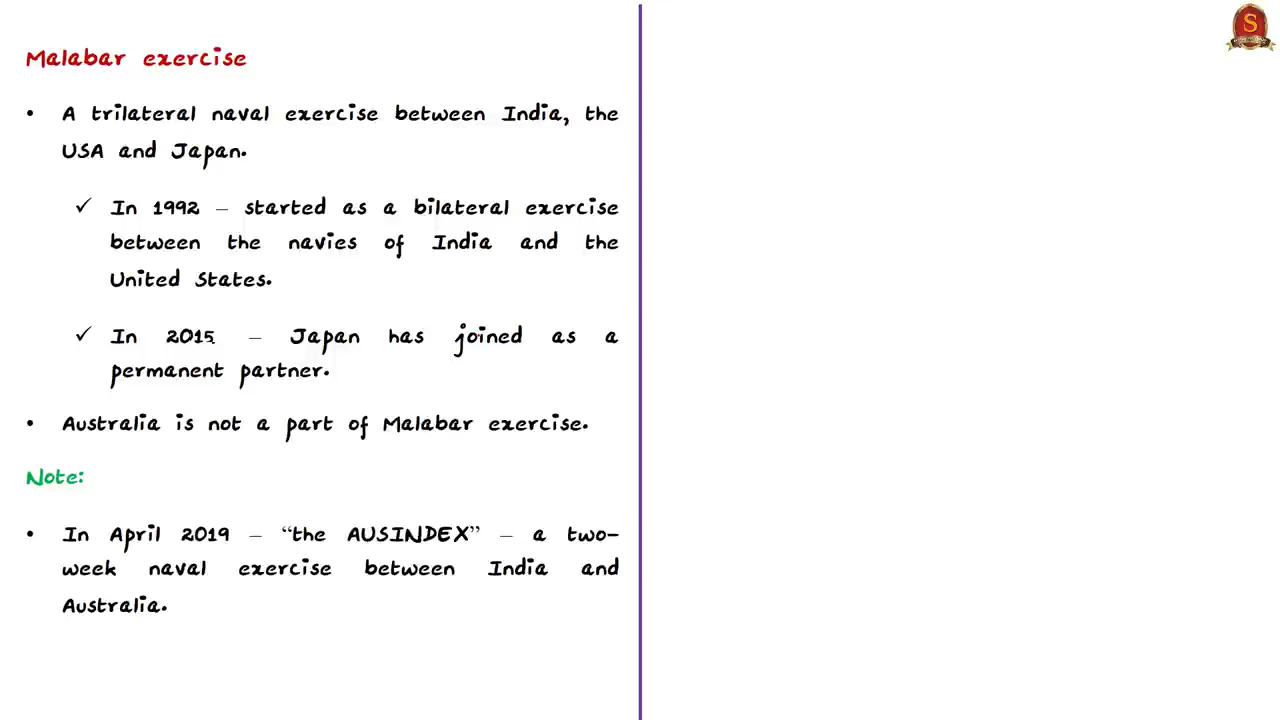 Malabar exercise
• A trilateral naval exercise between India, the
USA and Japan.
✓ In 1992 – started as a bilateral exercise
between the navies of India and the
United States.
✓ In 2015 – Japan has joined as a
permanent partner.
• Australia is not a part of Malabar exercise.
Note:
• In April 2019 – “the AUSINDEX” – a two-
week naval exercise between India and
Australia.
S